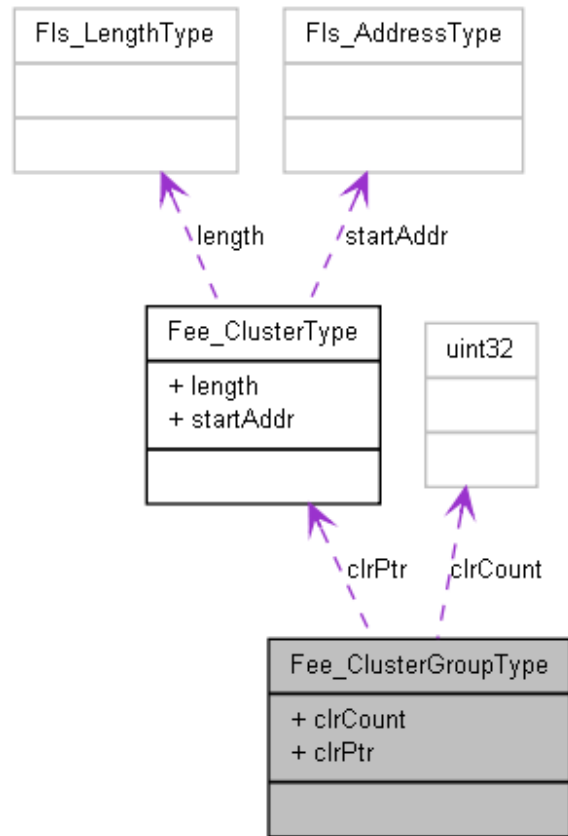 Fls_LengthType
Fls_AddressType
length
startAddr
Fee_ClusterType
+ length
+ startAddr
uint32
clrPtr
clrCount
Fee_ClusterGroupType
+ clrCount
+ clrPtr